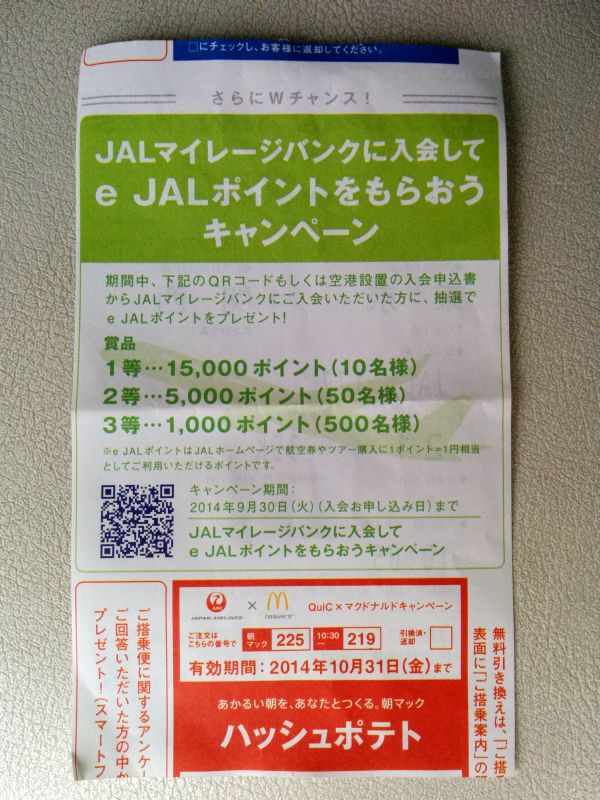 □にチェックし、お客様に返却してください。
さらにWチャンス！
JALマイレージバンクに入会して
e JALポイントをもらおう
キャンペーン
期間中、下記のQRコードもしくは空港設置の入会申込書
からJALマイレージバンクにご入会いただいた方に、抽選で
e JALポイントをプレゼント！
賞品
1等…15,000ポイント（10名様）
2等…5,000ポイント（50名様）
3等…1,000ポイント（500名様）
※e JALポイントはJALホームページで航空券やツアー購入に1ポイント=1円相当
としてご利用いただけるポイントです。
キャンペーン期間：
2014年9月30日（火）（入会お申し込み日）まで
JALマイレージバンクに入会して
e JALポイントをもらおうキャンペーン
JAL
JAPAN AIRLINES
×
i'm lovin' it
QuiC×マクドナルドキャンペーン
ご注文は
こちらの番号で
朝
マック
225
10:30
～
219
引換済・
返却
有効期間：2014年10月31日（金）まで
あかるい朝を、あなたとつくる。朝マック
ハッシュポテト
無料引き換えは、「ご搭
表面に「ご搭乗案内」の
ご搭乗便に関するアンケー
ご回答いただいた方の中か
プレゼント！（スマートフ